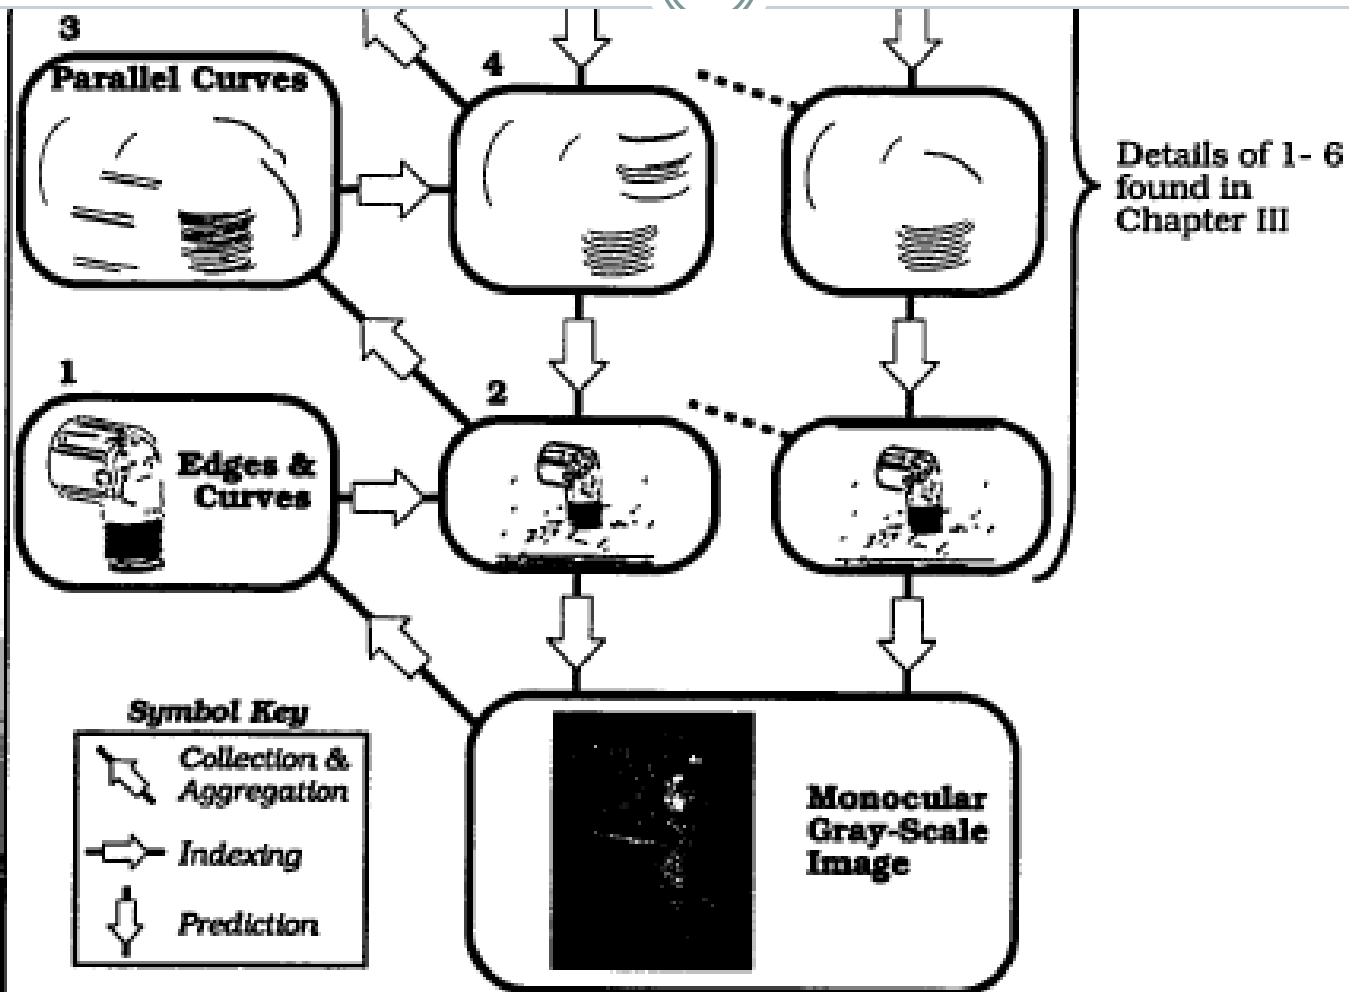 3
Parallel Curves
4
Details of 1- 6
found in
Chapter III
1
Edges &
Curves
2
Symbol Key
Collection &
Aggregation
Indexing
Prediction
Monocular
Gray-Scale
Image